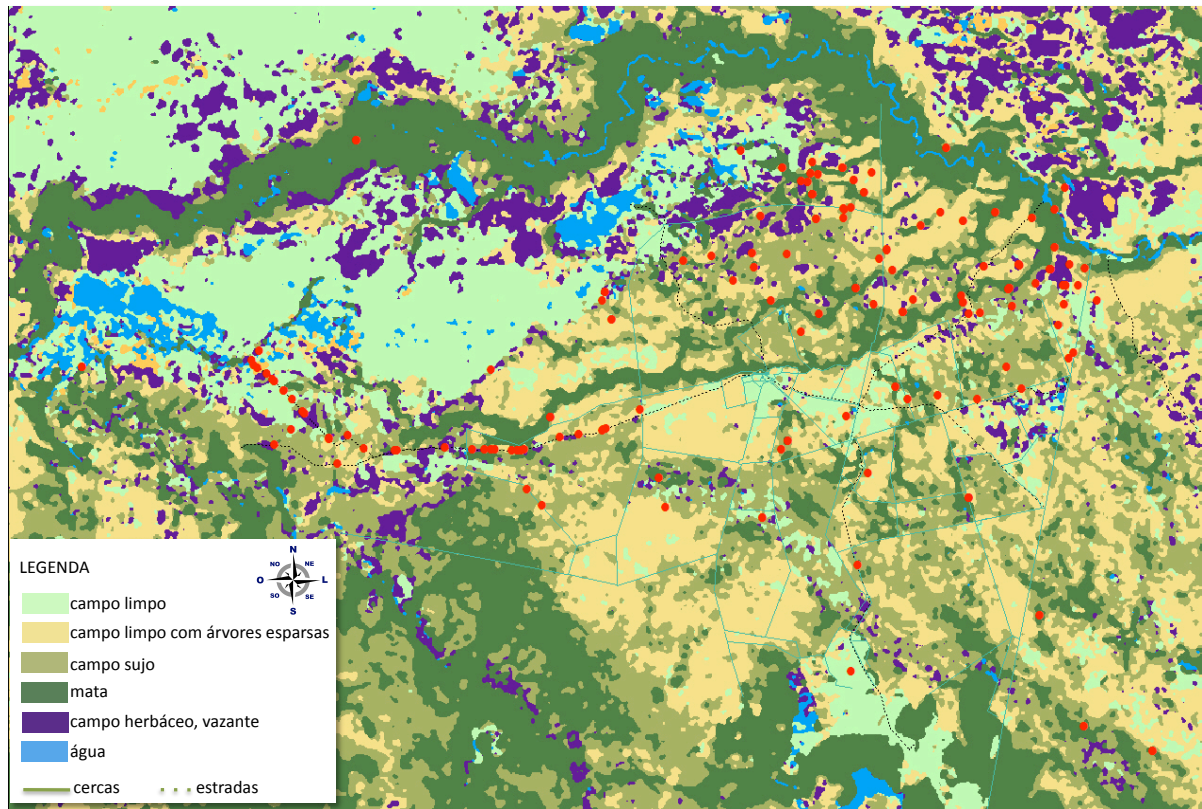 LEGENDA
N
NO NE
O L
SO SE
S
campo limpo
campo limpo com árvores esparsas
campo sujo
mata
campo herbáceo, vazante
água
cercas estradas